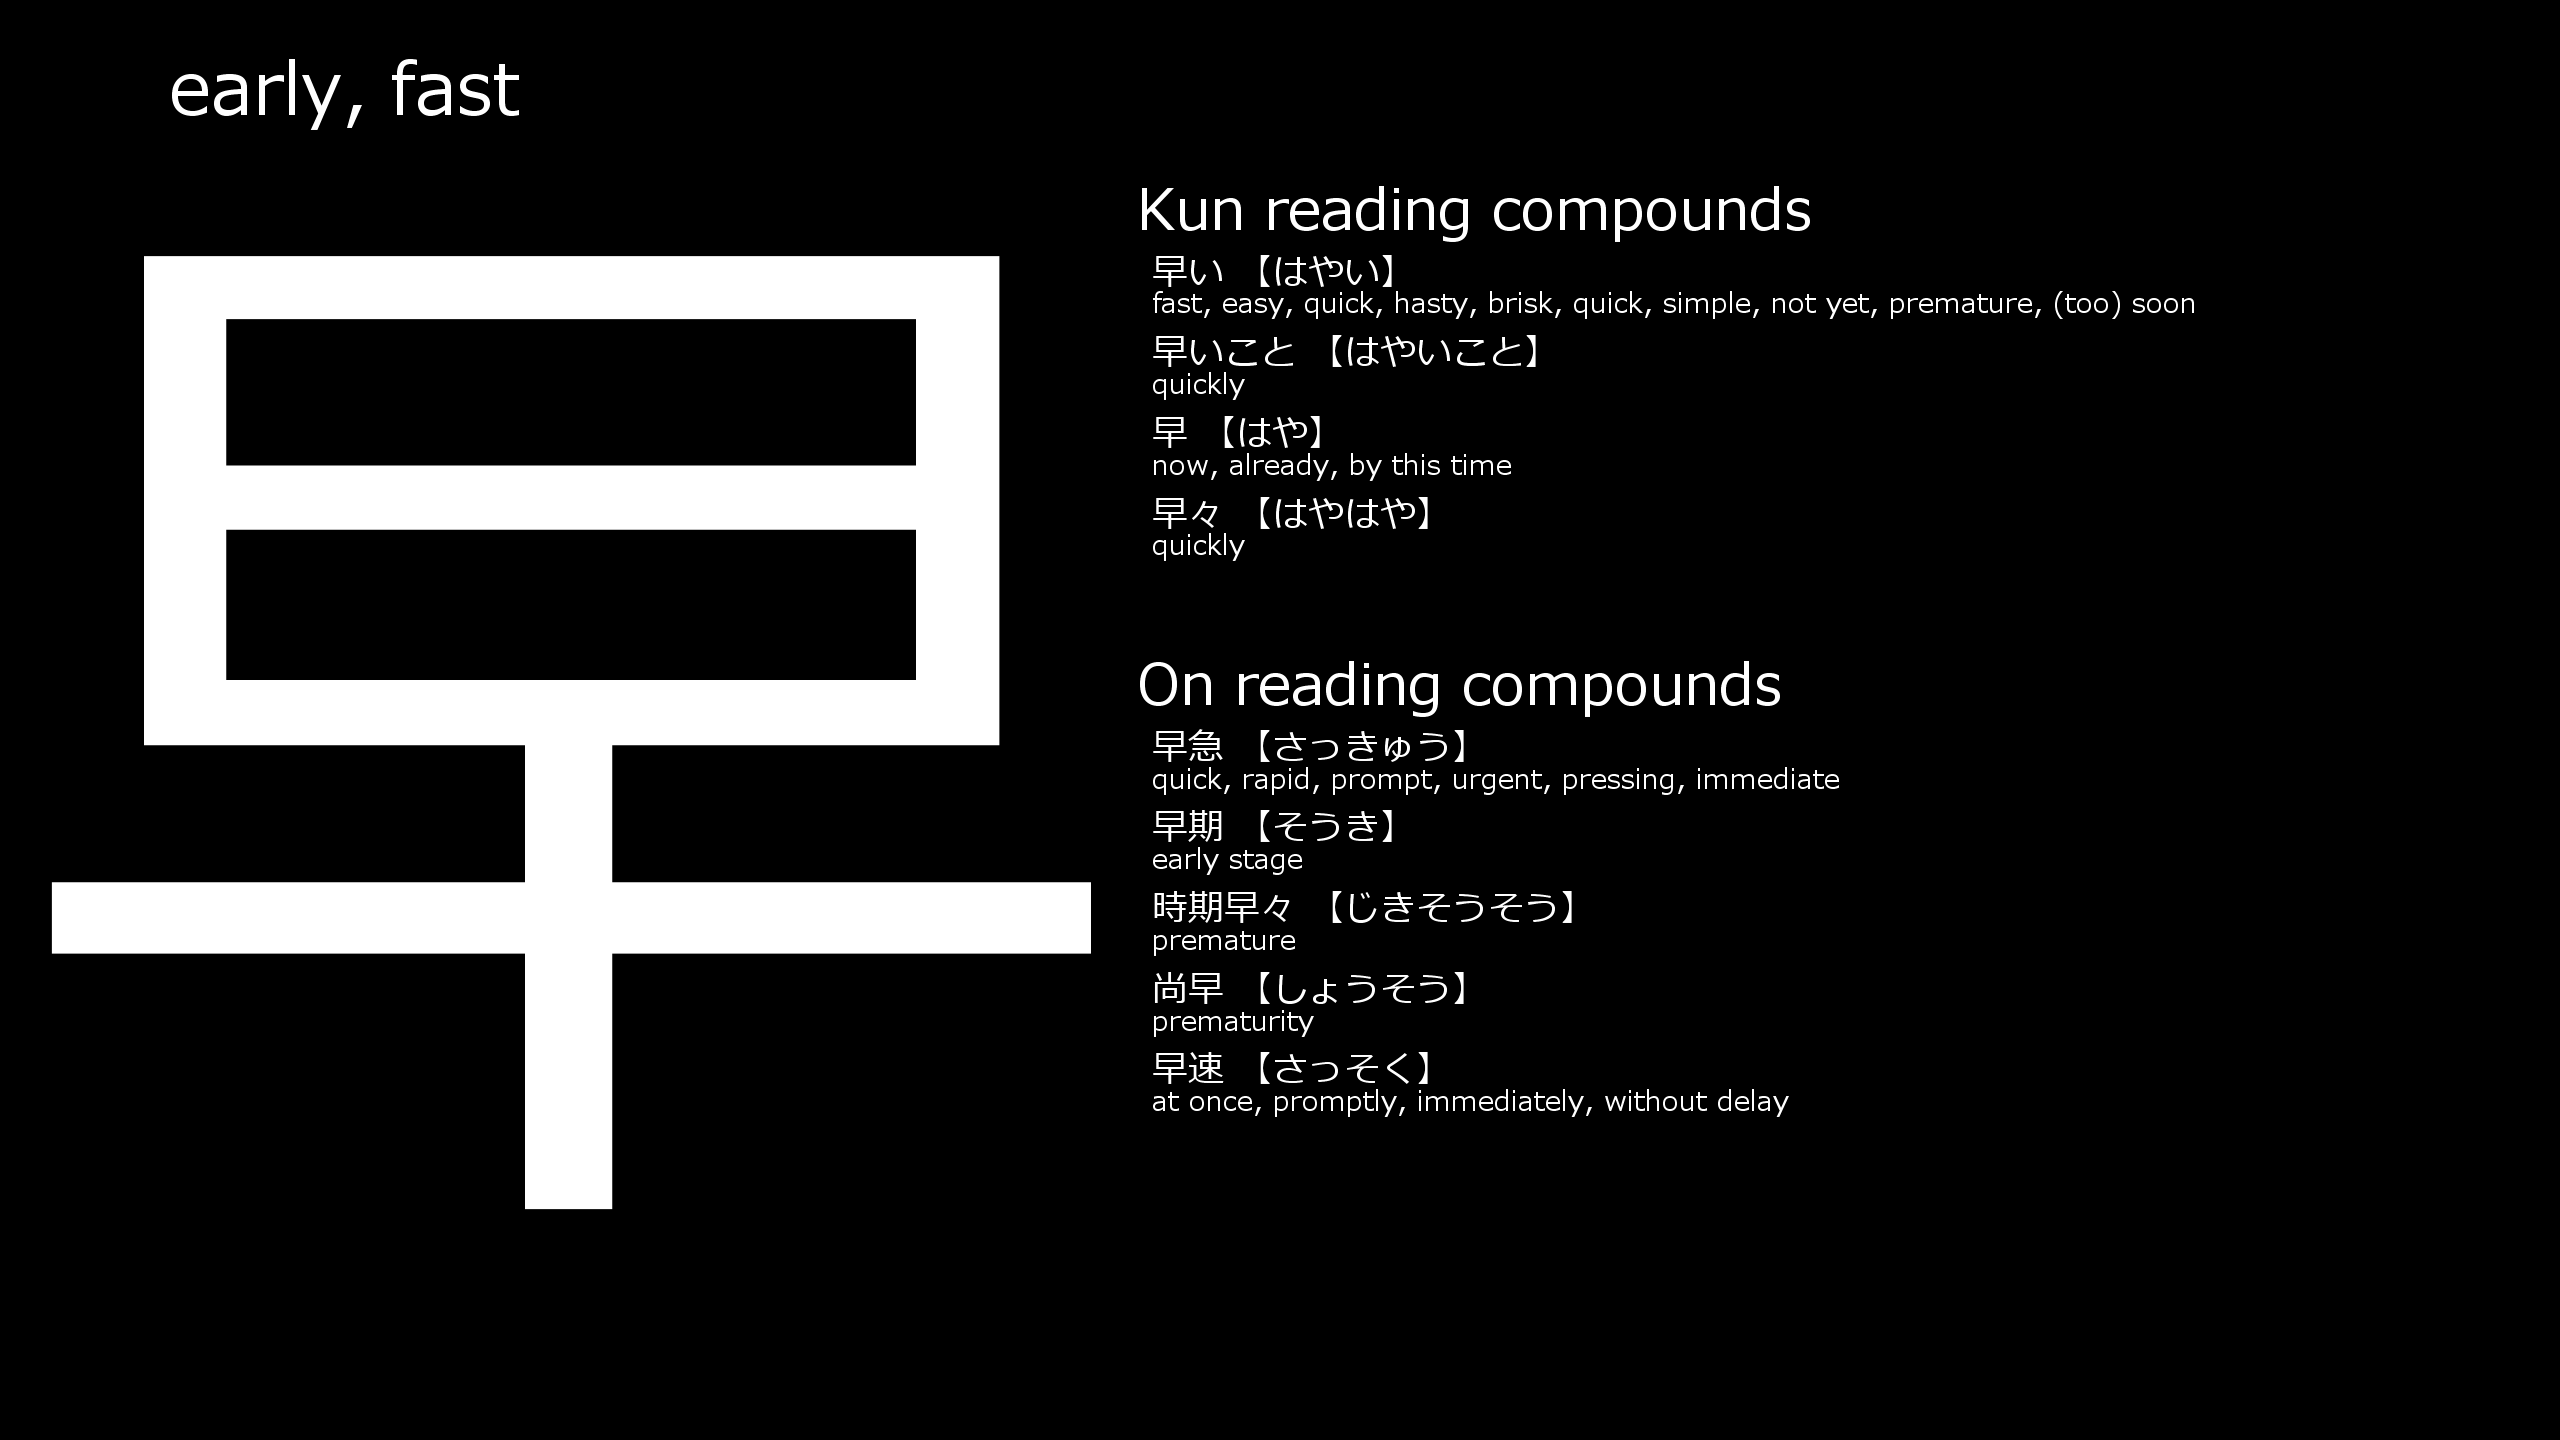 early, fast
早
Kun reading compounds
早い 【はやい】
fast, easy, quick, hasty, brisk, quick, simple, not yet, premature, (too) soon
早いこと 【はやいこと】
quickly
早 【はや】
now, already, by this time
早々 【はやはや】
quickly
On reading compounds
早急 【さっきゅう】
quick, rapid, prompt, urgent, pressing, immediate
早期 【そうき】
early stage
時期早々 【じきそうそう】
premature
尚早 【しょうそう】
prematurity
早速 【さっそく】
at once, promptly, immediately, without delay